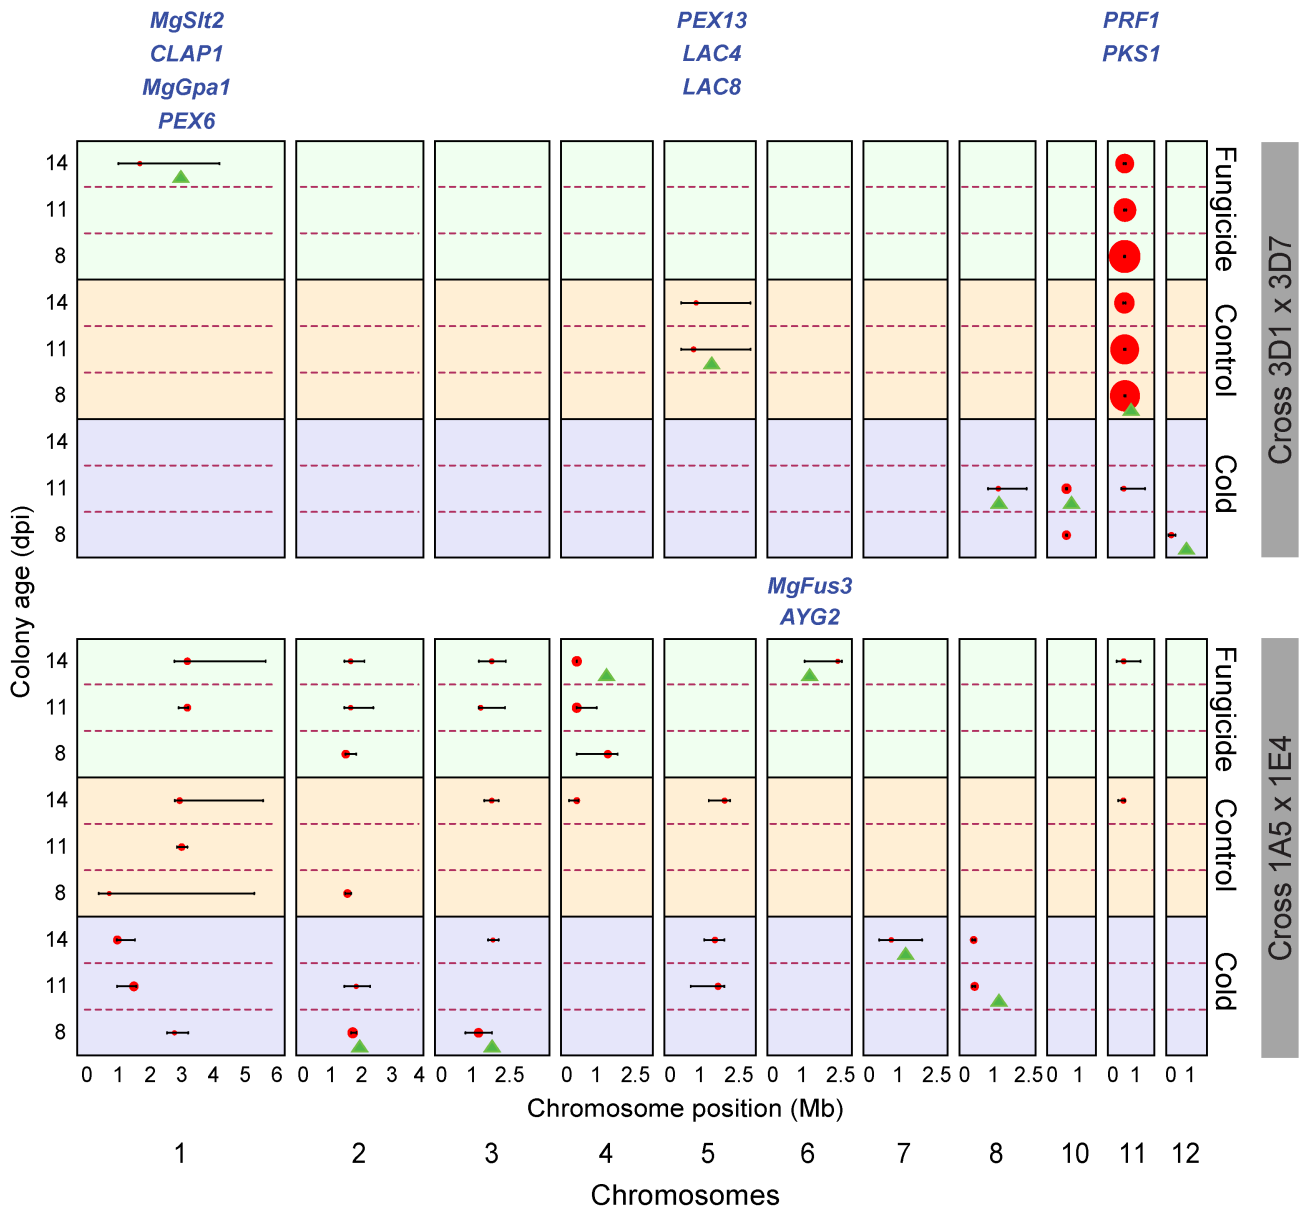 MgSlt2
CLAP1
MgGpa1
PEX6
PEX13
LAC4
LAC8
PRF1
PKS1
14
11
8
14
11
8
14
11
8
Fungicide
Control
Cold
Cross 3D1 x 3D7
Colony age (dpi)
MgFus3
AYG2
14
11
8
14
11
8
14
11
8
Fungicide
Control
Cold
Cross 1A5 x 1E4
0 1 2 3 4 5 6 0 1 2 3 4 0 1 2.5 0 1 2 0 1 2.5 0 1 2 0 1 2.5 0 1 2.5 0 1 0 1 0 1
Chromosome position (Mb)
1 2 3 4 5 6 7 8 10 11 12
Chromosomes